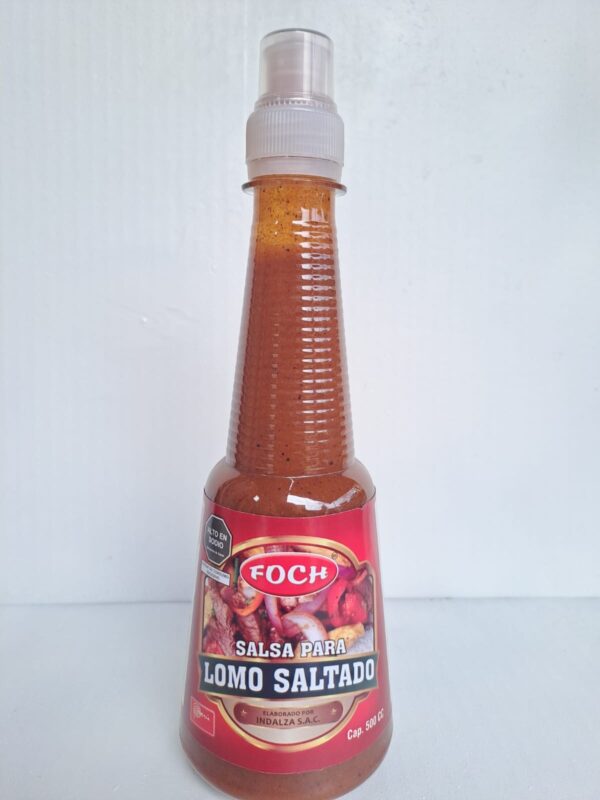 ALTO EN
SODIO
FOCH
SALSA PARA
LOMO SALTADO
ELABORADO POR
INDALZA S.A.C.
Cap. 500 CC